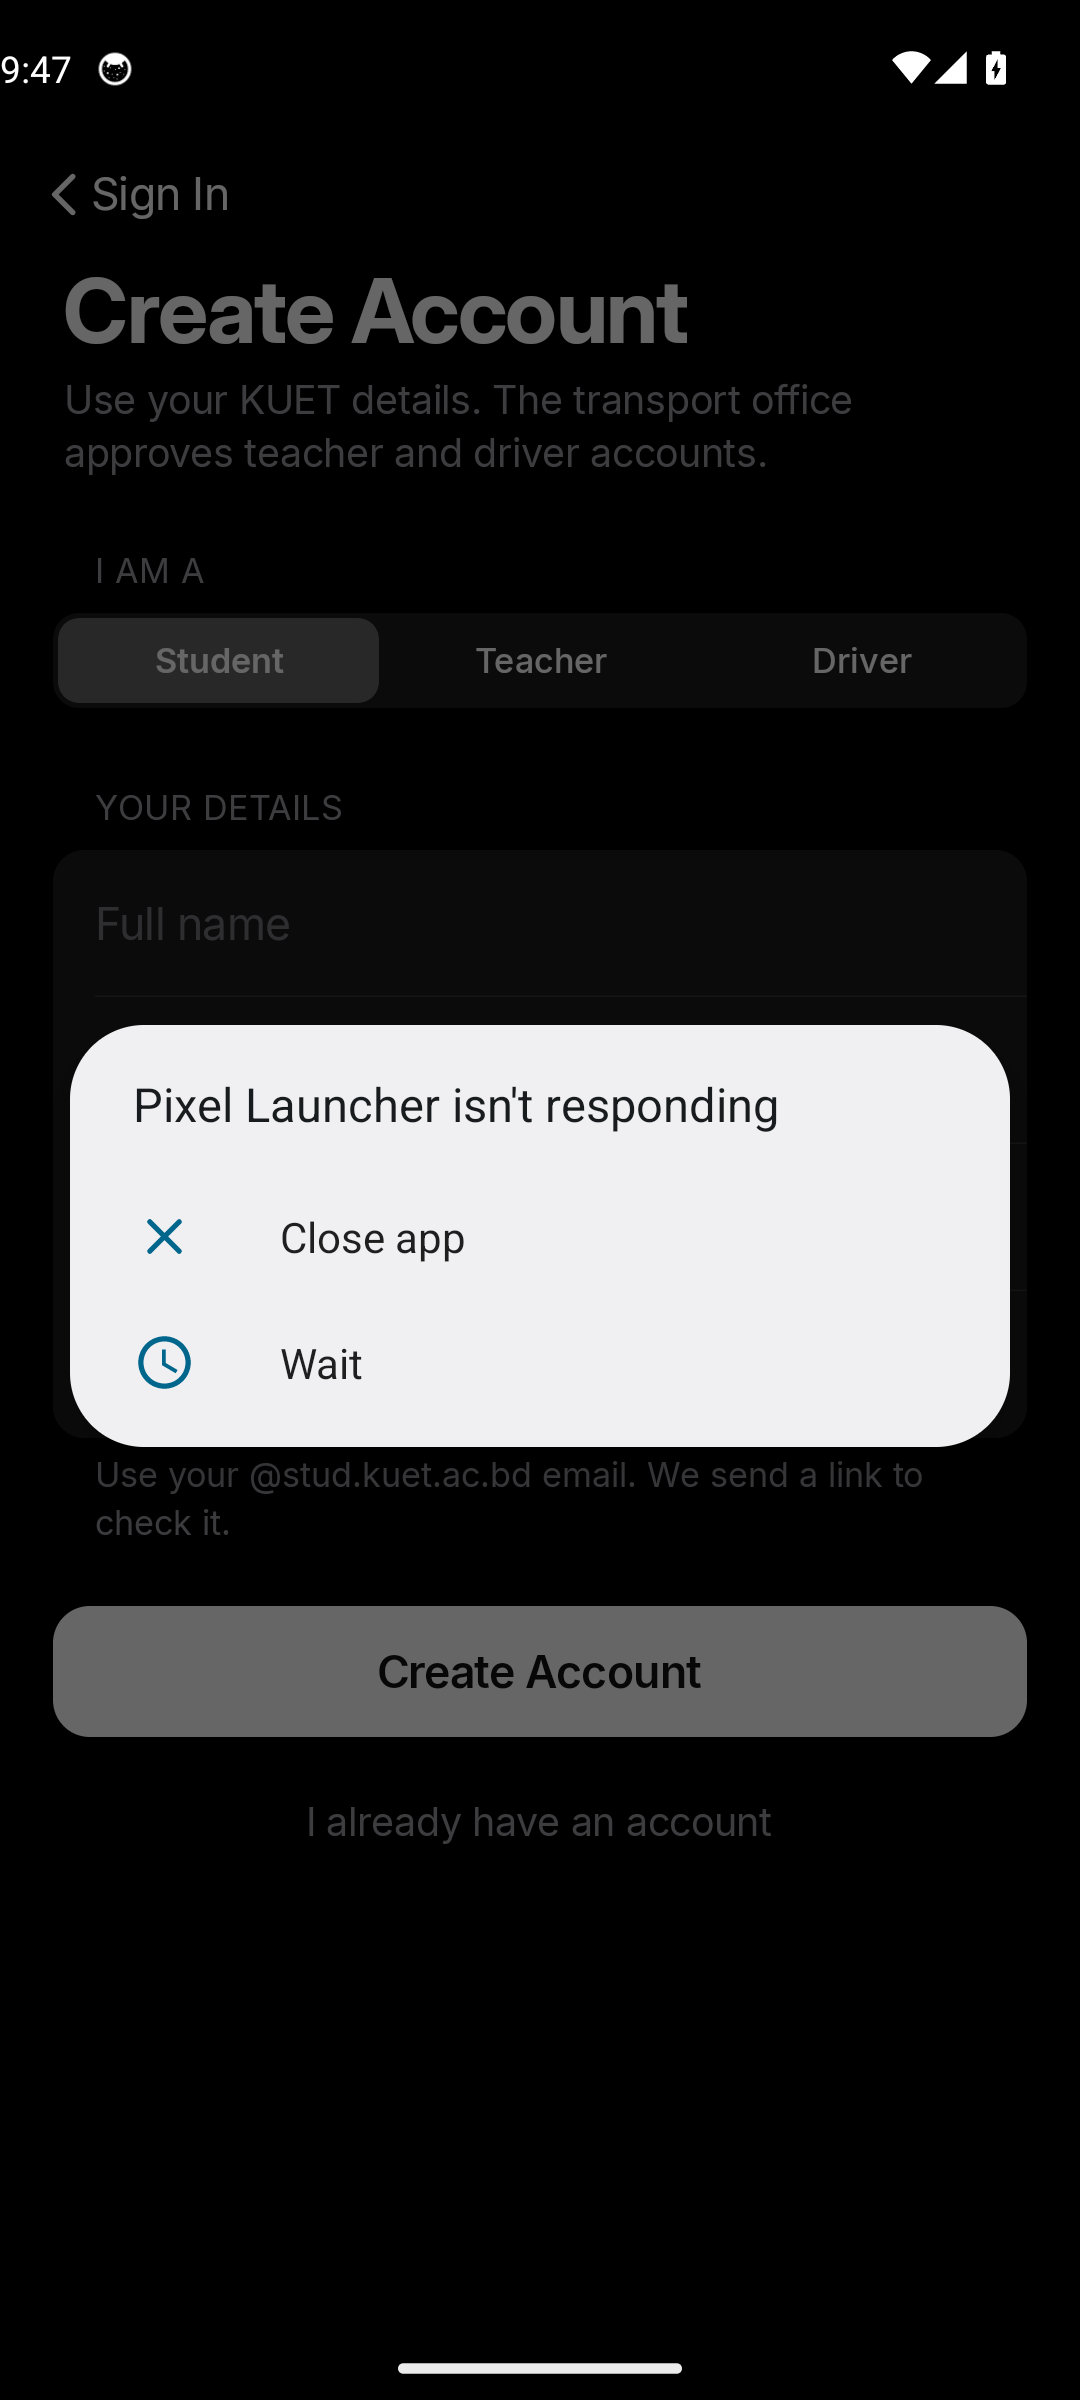 9:47
Sign In
Create Account
Use your KUET details. The transport office
approves teacher and driver accounts.
I AM A
Student Teacher Driver
YOUR DETAILS
Full name
Pixel Launcher isn't responding
Close app
Wait
Use your @stud.kuet.ac.bd email. We send a link to
check it.
Create Account
I already have an account